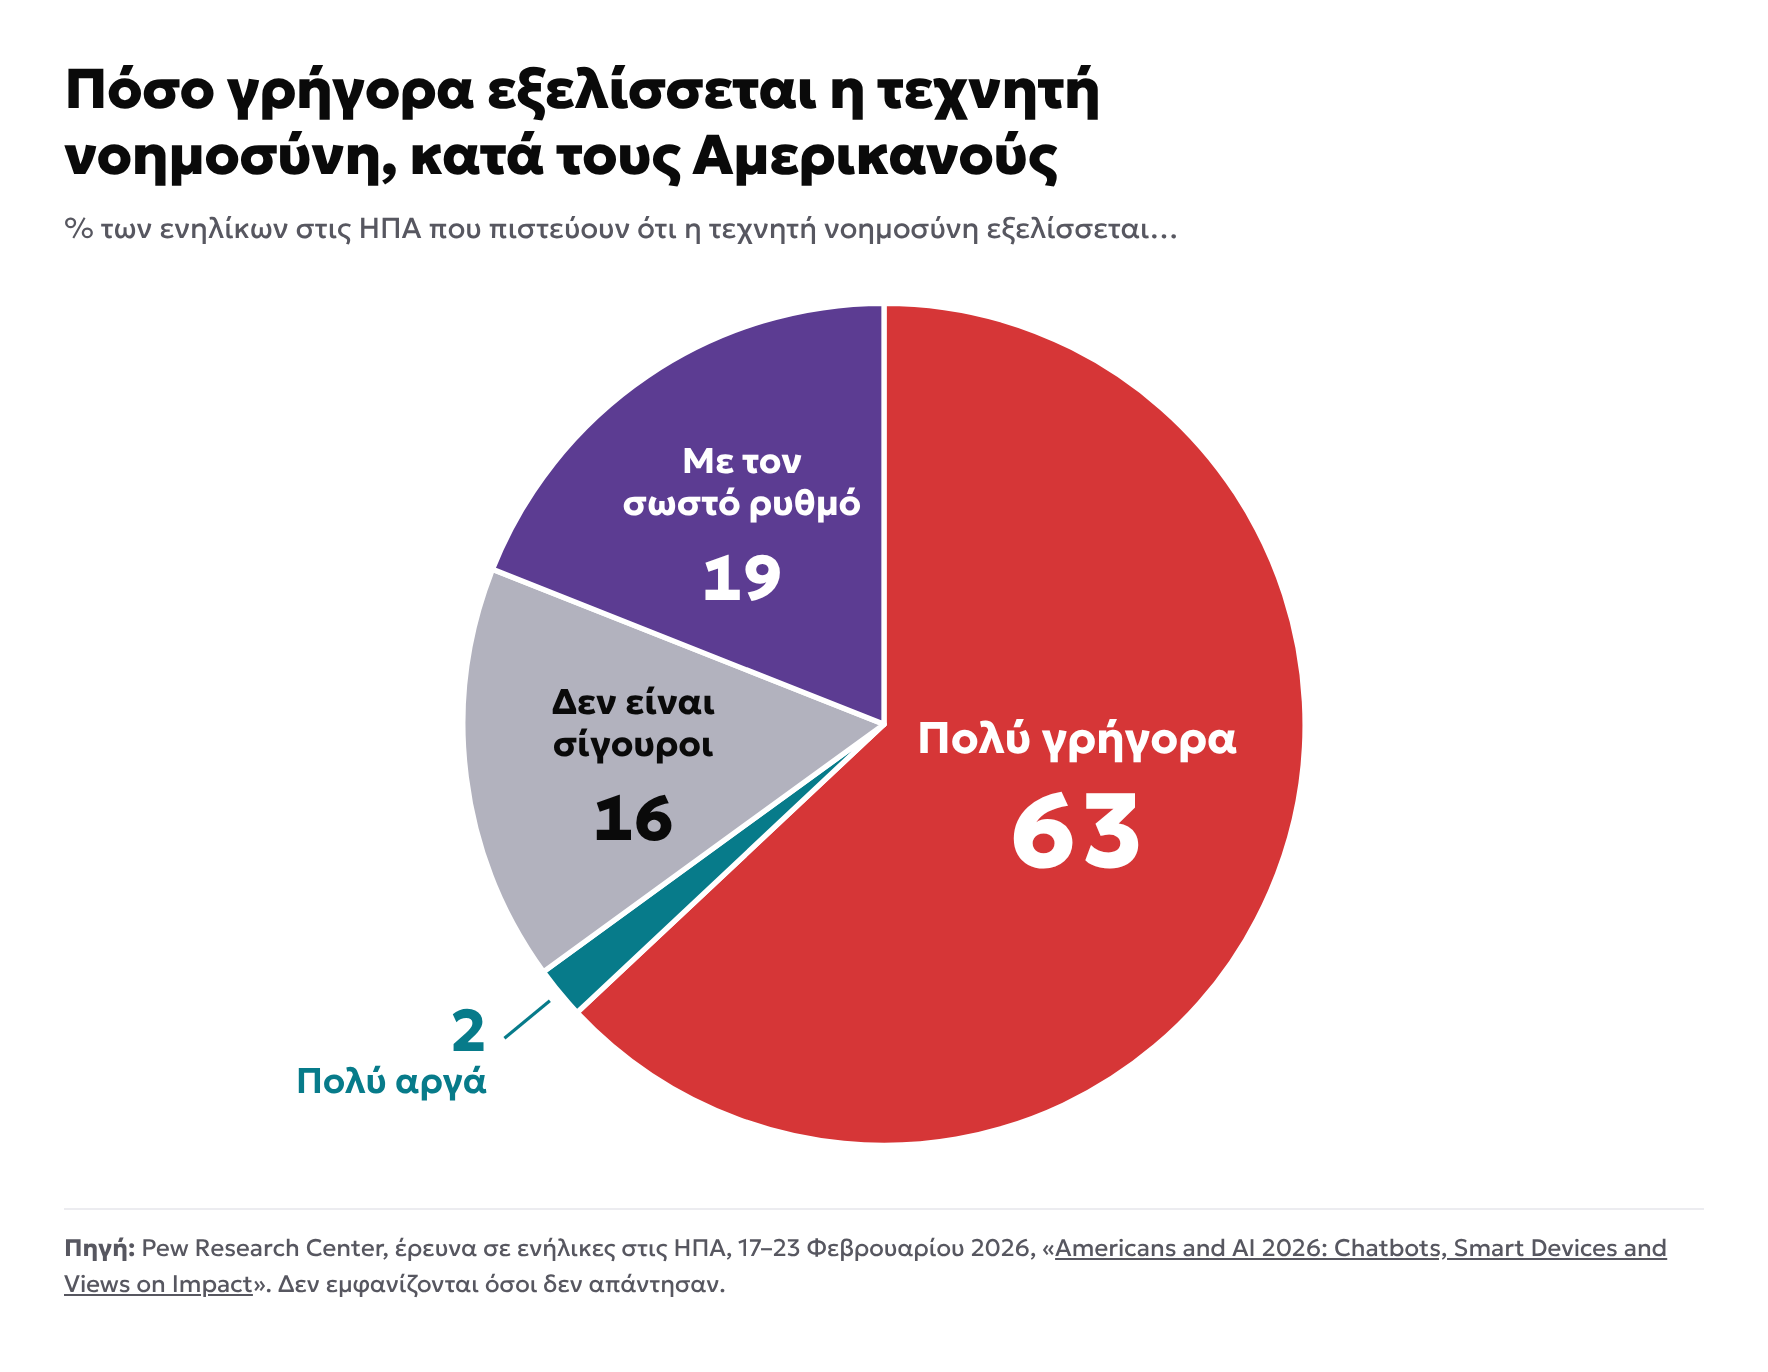 Πόσο γρήγορα εξελίσσεται η τεχνητή
νοημοσύνη, κατά τους Αμερικανούς
% των ενηλίκων στις ΗΠΑ που πιστεύουν ότι η τεχνητή νοημοσύνη εξελίσσεται…
Με τον
σωστό ρυθμό
19
Δεν είναι
σίγουροι
16
Πολύ γρήγορα
63
2
Πολύ αργά
Πηγή: Pew Research Center, έρευνα σε ενήλικες στις ΗΠΑ, 17–23 Φεβρουαρίου 2026, «Americans and AI 2026: Chatbots, Smart Devices and
Views on Impact». Δεν εμφανίζονται όσοι δεν απάντησαν.